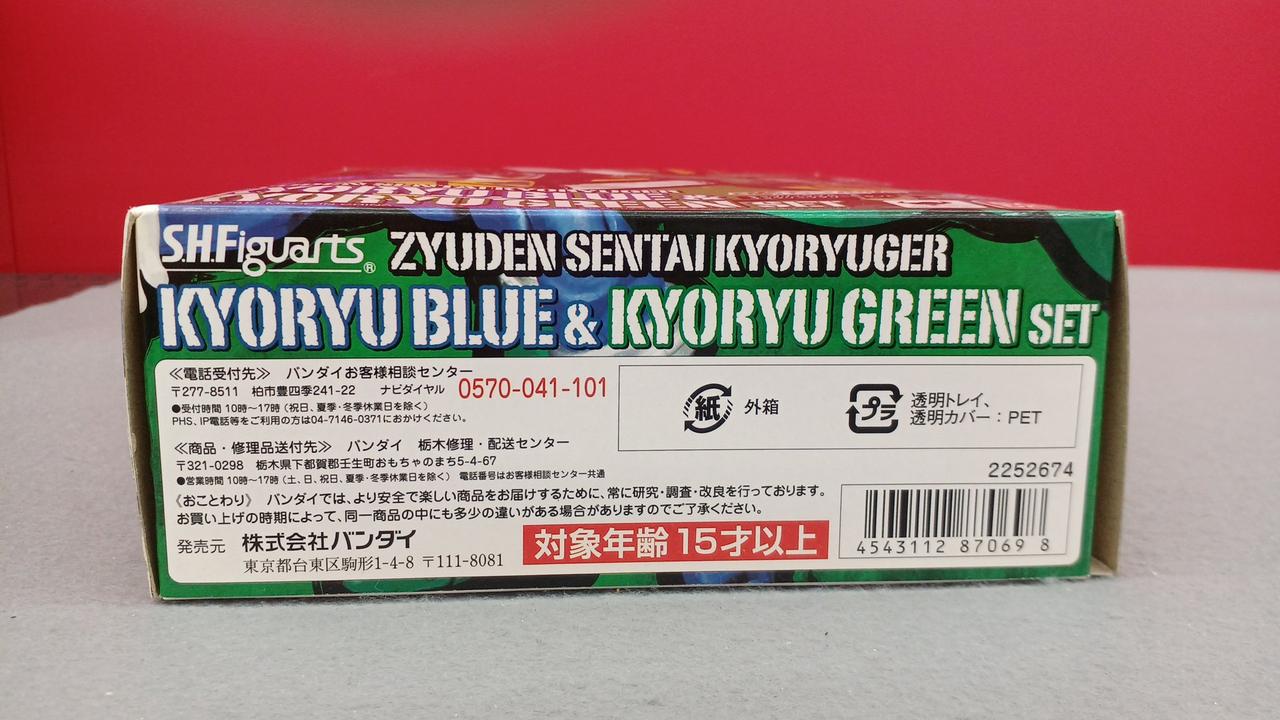 KYORYU BLUE &
KYORYU GREEN SET
S.H.Figuarts® ZYUDEN SENTAI KYORYUGER
KYORYU BLUE & KYORYU GREEN SET
≪電話受付先≫ バンダイお客様相談センター
〒277-8511 柏市豊四季241-22 ナビダイヤル 0570-041-101
●受付時間 10時〜17時(祝日、夏季・冬季休業日を除く)
PHS、IP電話等をご利用の方は04-7146-0371におかけください。
≪商品・修理品送付先≫ バンダイ 栃木修理・配送センター
〒321-0298 栃木県下都賀郡壬生町おもちゃのまち5-4-67
●営業時間 10時〜17時(土、日、祝日、夏季・冬季休業日を除く) 電話番号はお客様相談センター共通
《おことわり》 バンダイでは、より安全で楽しい商品をお届けするために、常に研究・調査・改良を行っております。
お買い上げの時期によって、同一商品の中にも多少の違いがある場合がありますのでご了承ください。
発売元 株式会社バンダイ
東京都台東区駒形1-4-8 〒111-8081
対象年齢 15才以上
紙 外箱
プラ 透明トレイ、
透明カバー:PET
2252674
4543112 87069 8